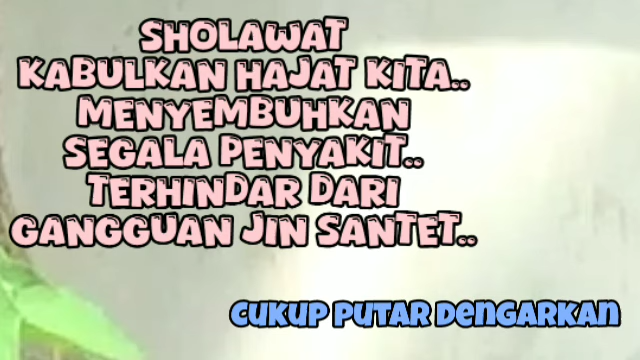 SHOLAWAT
KABULKAN HAJAT KITA..
MENYEMBUHKAN
SEGALA PENYAKIT..
TERHINDAR DARI
GANGGUAN JIN SANTET..
CUKUP PUTAR DENGARKAN